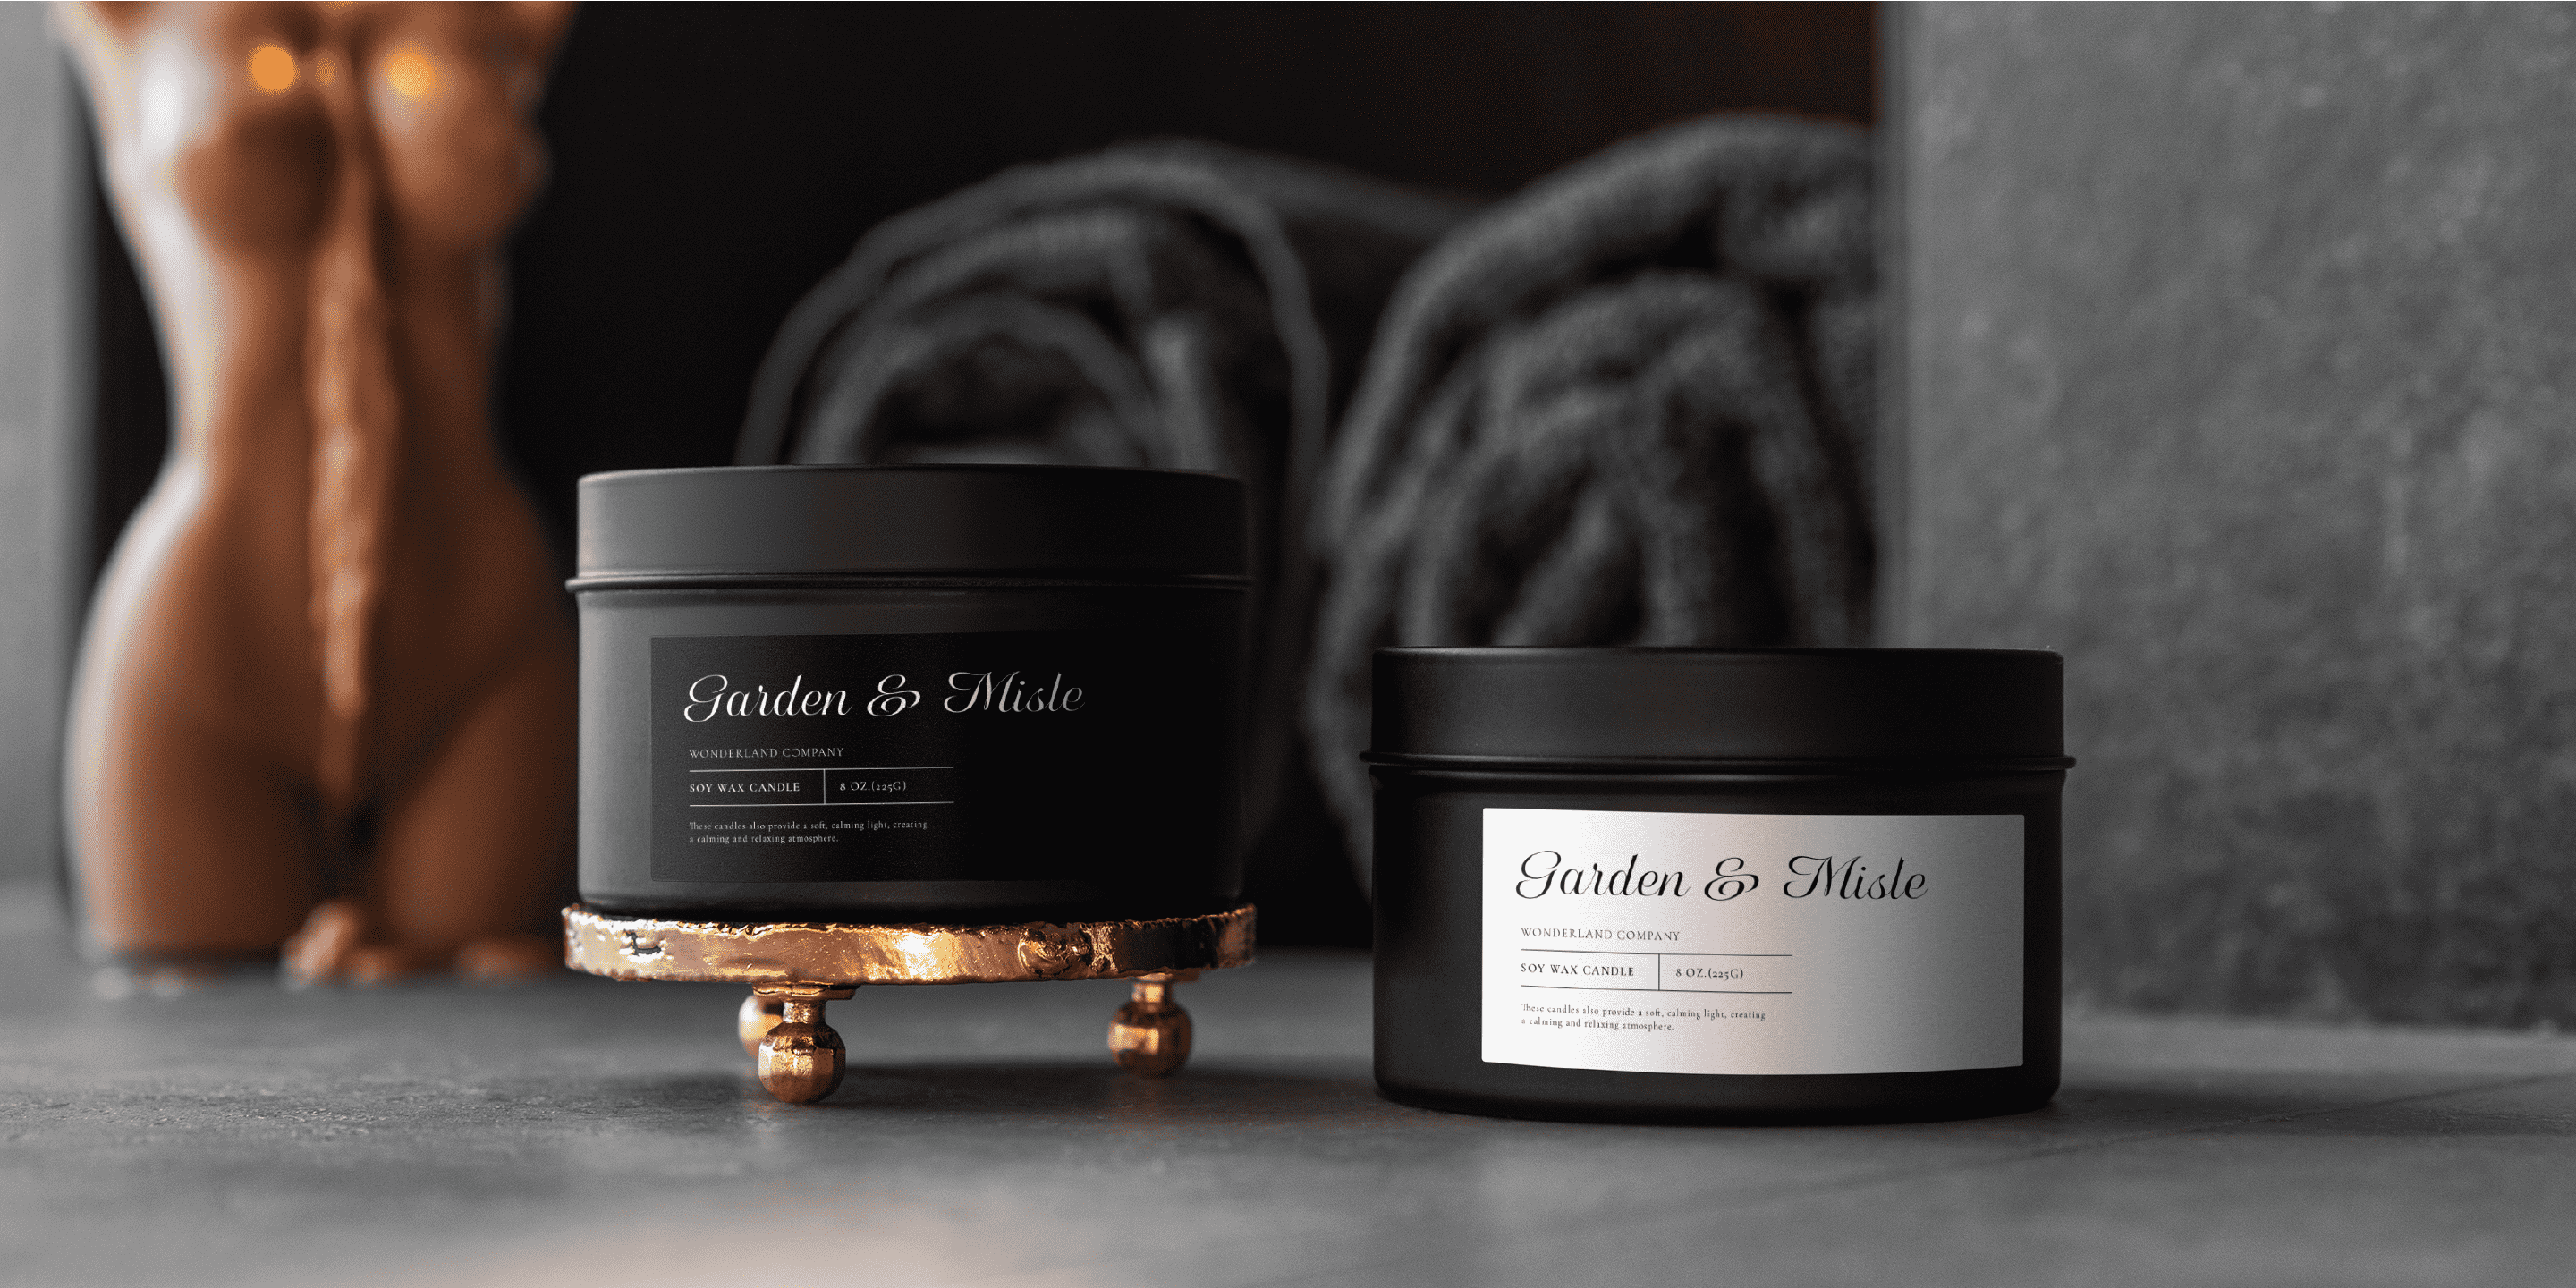 Garden & Misle
WONDERLAND COMPANY
SOY WAX CANDLE 8 OZ.(225G)
These candles also provide a soft, calming light, creating
a calming and relaxing atmosphere.
Garden & Misle
WONDERLAND COMPANY
SOY WAX CANDLE 8 OZ.(225G)
These candles also provide a soft, calming light, creating
a calming and relaxing atmosphere.